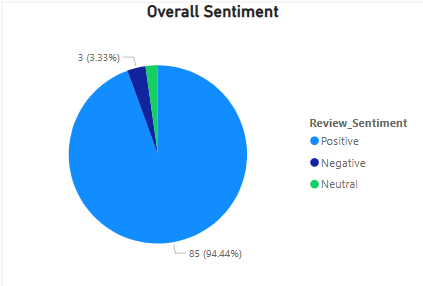 Overall Sentiment
3 (3.33%)
Review_Sentiment
Positive
Negative
Neutral
85 (94.44%)